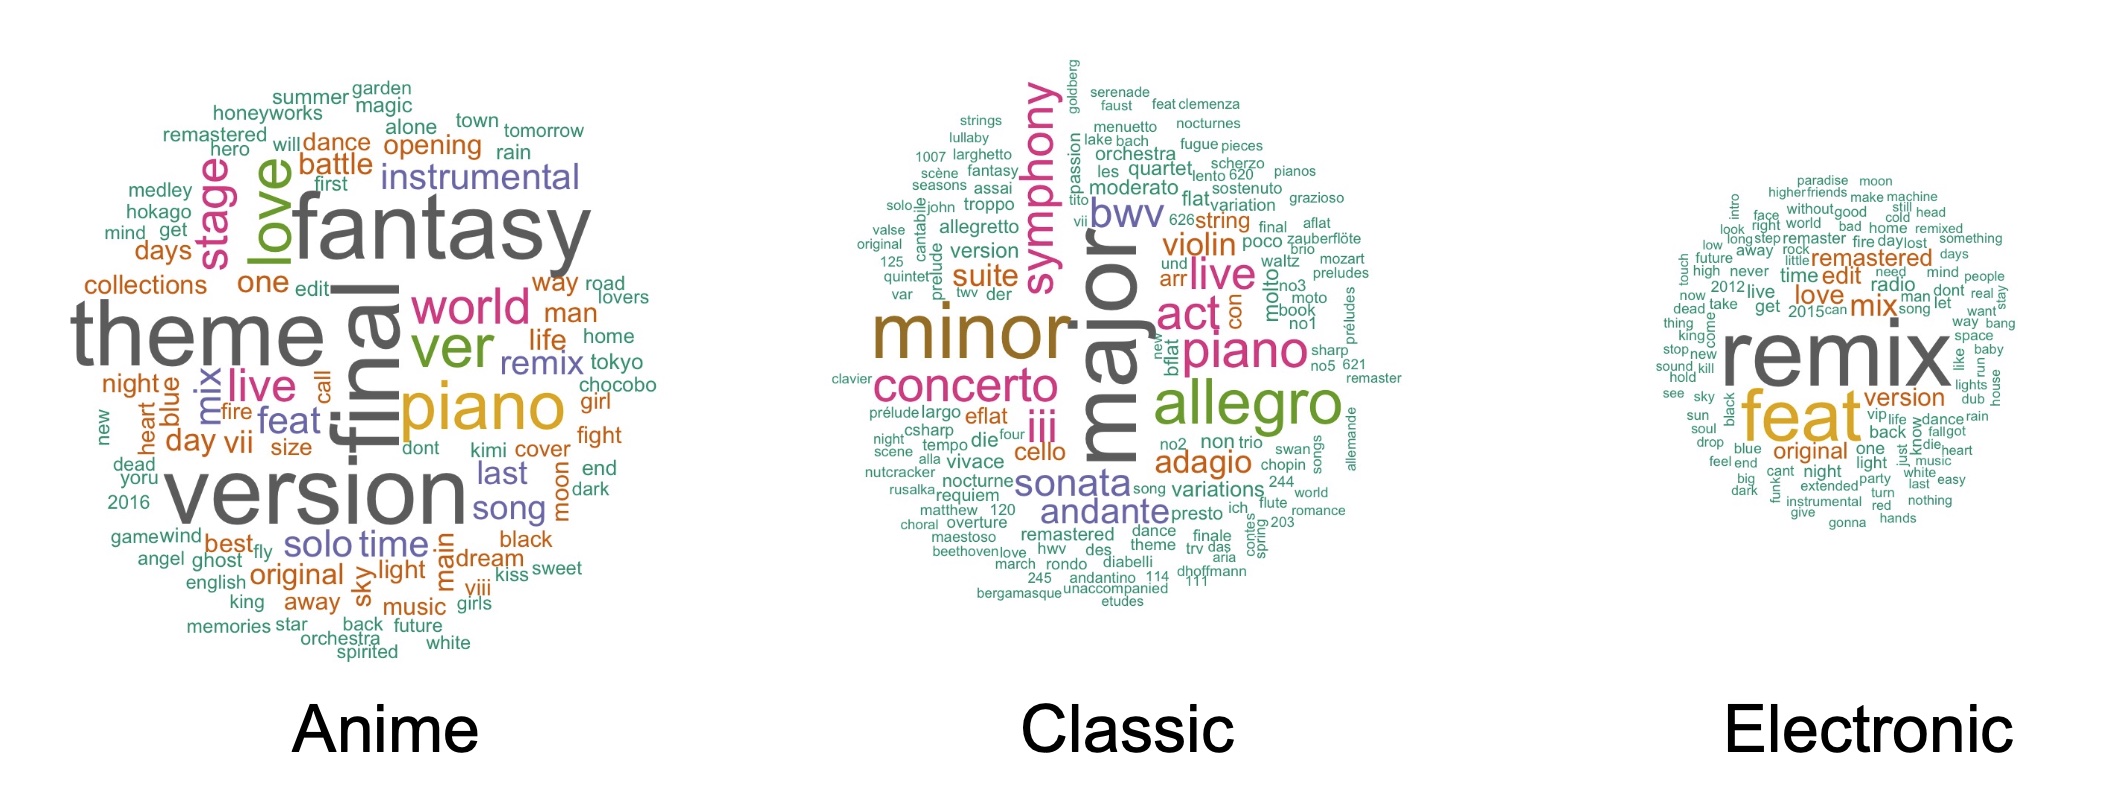 garden
summer
magic
honeyworks
town
alone
tomorrow
remastered
will
dance
opening
hero
rain
battle
first
instrumental
medley
stage
love
fantasy
hokago
mind
get
days
collections
one
edit
way
road
lovers
world
man
theme
final
life
home
ver
remix
tokyo
night
blue
mix
live
call
chocobo
piano
girl
fire
feat
heart
new
day
vii
size
dont
kimi
cover
fight
dead
yoru
2016
version
last
song
moon
end
dark
game
wind
best
fly
solo
time
main
black
angel
ghost
dream
kiss
sweet
english
original
sky
light
viii
king
away
music
girls
memories
star
back
future
orchestra
white
spirited
Anime
goldberg
serenade
faust
feat
clemenza
strings
symphony
menuetto
nocturnes
lullaby
passion
lake
bach
fugue
pieces
1007
larghetto
orchestra
scène
fantasy
les
quartet
lento
620
scherzo
pianos
seasons
assai
moderato
sostenuto
solo
john
troppo
tito
flat
variation
grazioso
cantabile
vii
bwv
626
string
final
aflat
valse
allegretto
original
version
violin
poco
zauberflöte
brio
125
quintet
prelude
suite
und
arr
live
waltz
mozart
preludes
var
twv
der
molto
no3
moto
book
no1
préludes
minor
major
act
con
new
bflat
piano
sharp
no5
621
remaster
clavier
concerto
allegro
prélude
largo
eflat
iii
csharp
night
tempo
die
four
scene
alla
vivace
cello
no2
non
trio
swan
songs
allemande
adagio
chopin
nutcracker
nocturne
sonata
song
variations
244
world
rusalka
requiem
matthew
120
andante
presto
ich
flute
romance
choral
overture
203
maestoso
remastered
dance
finale
contes
spring
beethoven
love
hwv
des
theme
trv
das
aria
march
rondo
diabelli
dhoffmann
245
andantino
114
111
bergamasque
unaccompanied
etudes
Classic
paradise
moon
higher
friends
make
machine
intro
without
good
still
cold
head
face
look
right
world
bad
home
remixed
low
long
step
remaster
fire
day
lost
something
future
away
rock
little
remastered
days
touch
high
never
time
edit
need
mind
people
2012
live
radio
now
love
mix
man
dont
real
stay
dead
take
get
2015
can
song
let
want
thing
come
way
bang
king
remix
space
stop
new
like
baby
sound
kill
run
hold
lights
see
sky
black
feat
version
dub
house
sun
vip
life
dance
rain
soul
back
know
fall
got
drop
blue
original
one
just
die
heart
feel
end
light
music
big
cant
night
white
dark
funk
extended
party
last
easy
instrumental
turn
red
nothing
give
gonna
hands
Electronic